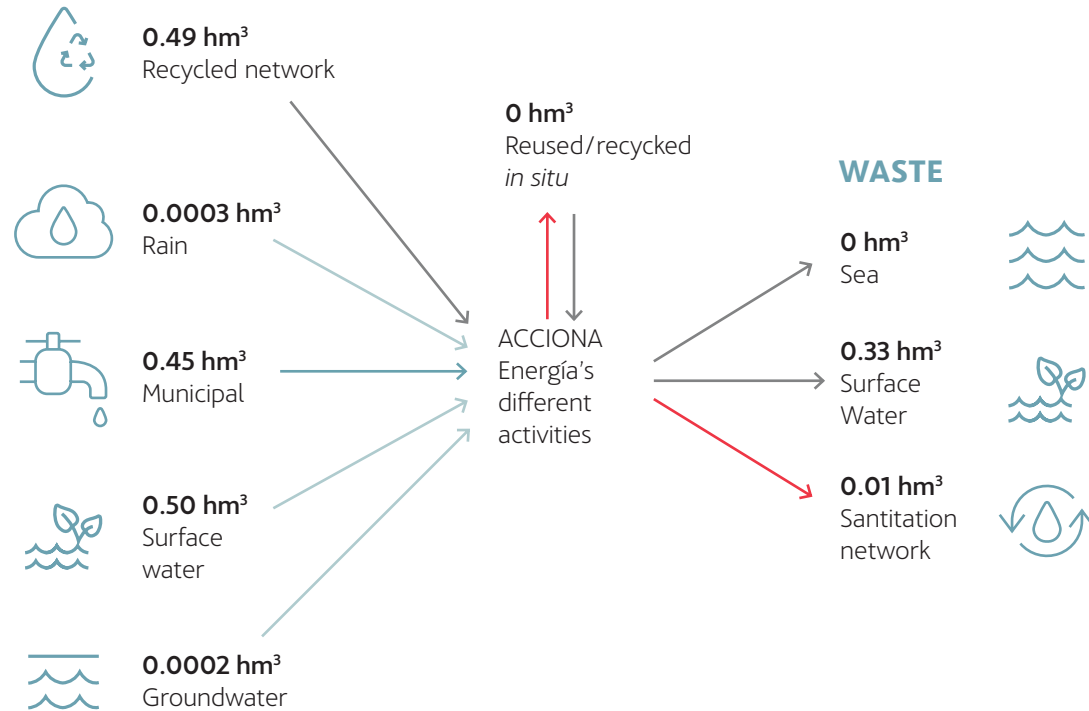 0.49 hm³
Recycled network
0.0003 hm³
Rain
0.45 hm³
Municipal
0.50 hm³
Surface
water
0.0002 hm³
Groundwater
0 hm³
Reused/recycked
in situ
ACCIONA
Energía's
different
activities
WASTE
0 hm³
Sea
0.33 hm³
Surface
Water
0.01 hm³
Santitation
network